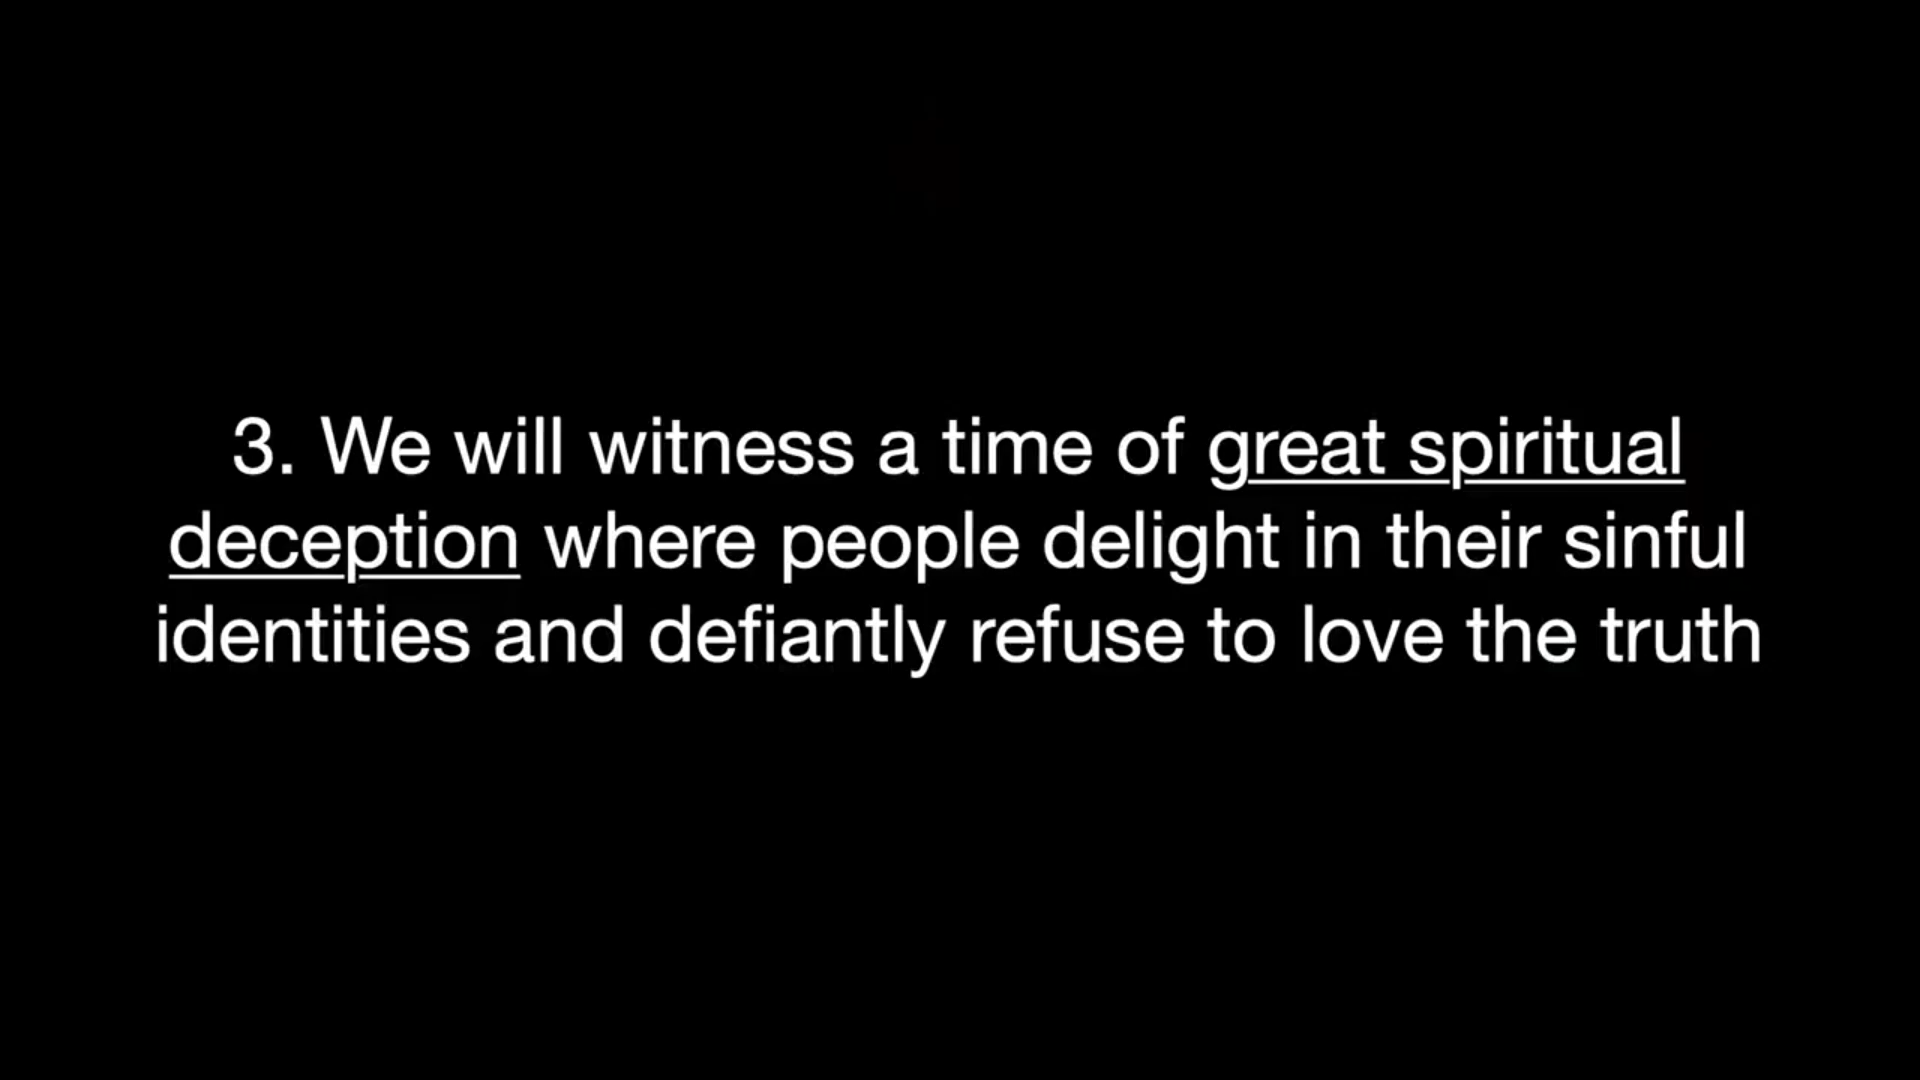 3. We will witness a time of great spiritual
deception where people delight in their sinful
identities and defiantly refuse to love the truth